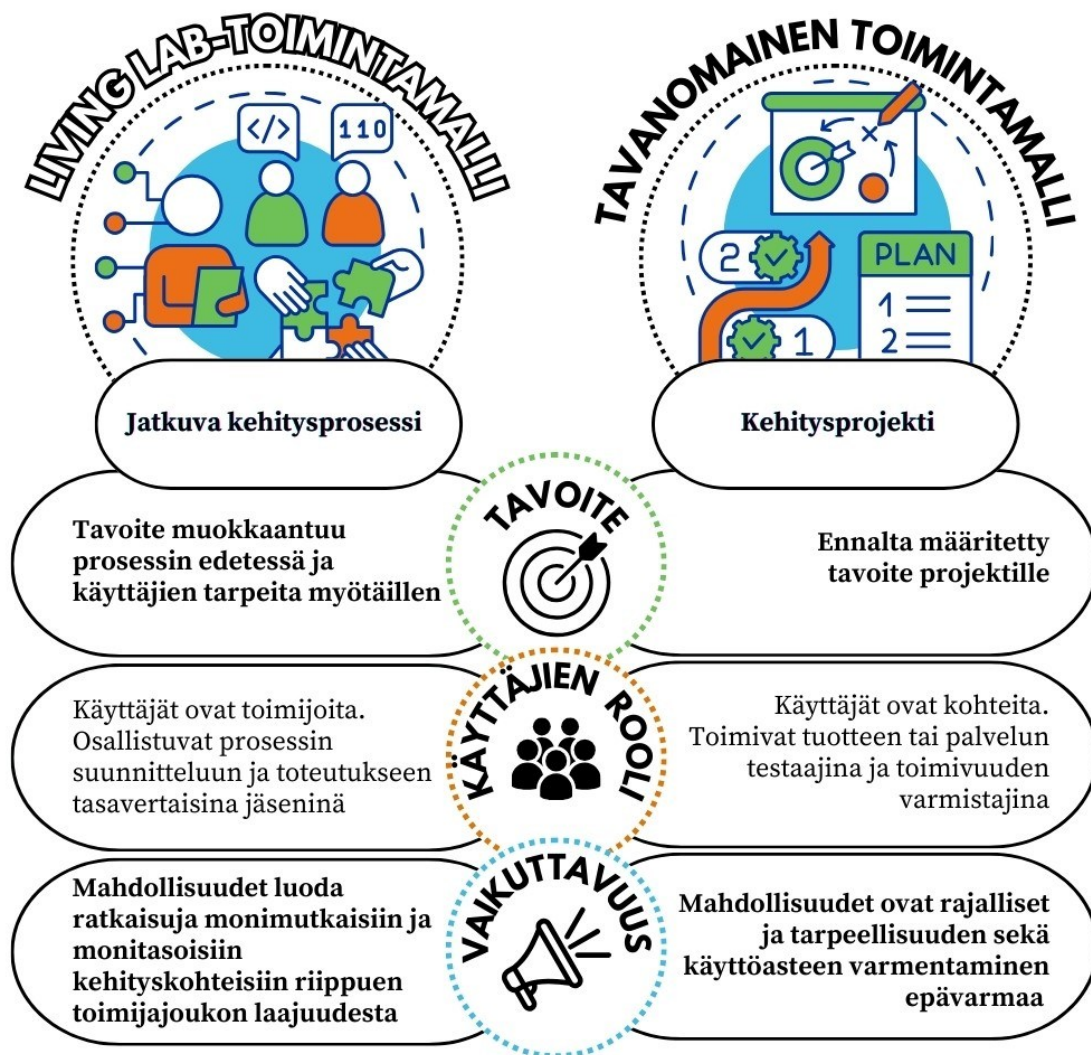 LIVING LAB-TOIMINTAMALLI
TAVANOMAINEN TOIMINTAMALLI
</>
110
2
1
PLAN
1
2
Jatkuva kehitysprosessi
Kehitysprojekti
TAVOITE
Tavoite muokkaantuu
prosessin edetessä ja
käyttäjien tarpeita myötäillen
Ennalta määritetty
tavoite projektille
KÄYTTÄJIEN ROOLI
Käyttäjät ovat toimijoita.
Osallistuvat prosessin
suunnitteluun ja toteutukseen
tasavertaisina jäseninä
Käyttäjät ovat kohteita.
Toimivat tuotteen tai palvelun
testaajina ja toimivuuden
varmistajina
VAIKUTTAVUUS
Mahdollisuudet luoda
ratkaisuja monimutkaisiin ja
monitasoisiin
kehityskohteisiin riippuen
toimijajoukon laajuudesta
Mahdollisuudet ovat rajalliset
ja tarpeellisuuden sekä
käyttöasteen varmentaminen
epävarmaa